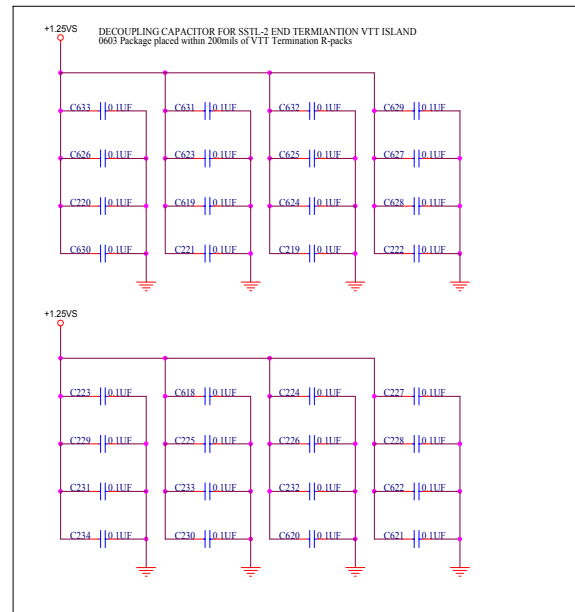 +1.25VS
DECOUPLING CAPACITOR FOR SSTL-2 END TERMIANTION VTT ISLAND
0603 Package placed within 200mils of VTT Termination R-packs
C633 0.1UF C631 0.1UF C632 0.1UF C629 0.1UF
C626 0.1UF C623 0.1UF C625 0.1UF C627 0.1UF
C220 0.1UF C619 0.1UF C624 0.1UF C628 0.1UF
C630 0.1UF C221 0.1UF C219 0.1UF C222 0.1UF
+1.25VS
C223 0.1UF C618 0.1UF C224 0.1UF C227 0.1UF
C229 0.1UF C225 0.1UF C226 0.1UF C228 0.1UF
C231 0.1UF C233 0.1UF C232 0.1UF C622 0.1UF
C234 0.1UF C230 0.1UF C620 0.1UF C621 0.1UF